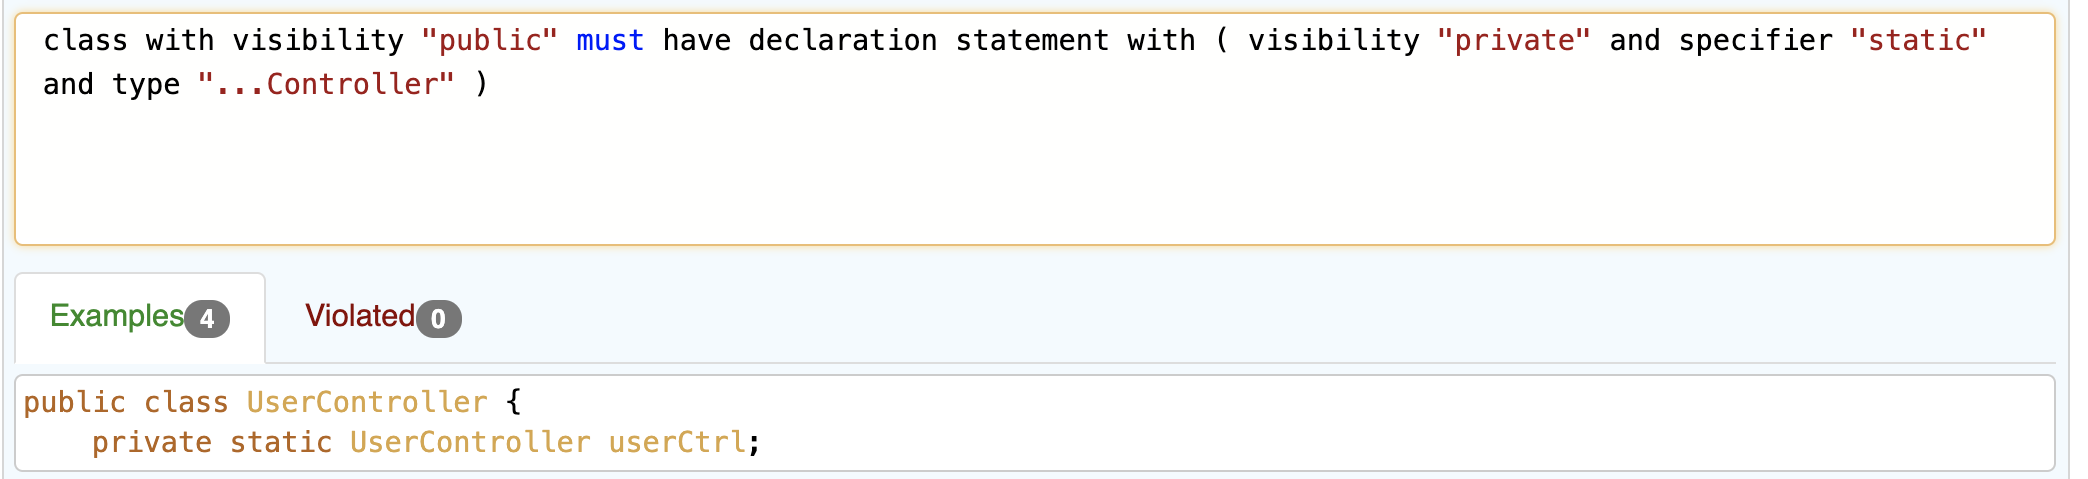 class with visibility "public" must have declaration statement with ( visibility "private" and specifier "static"
and type "...Controller" )
Examples 4 Violated 0
public class UserController {
    private static UserController userCtrl;